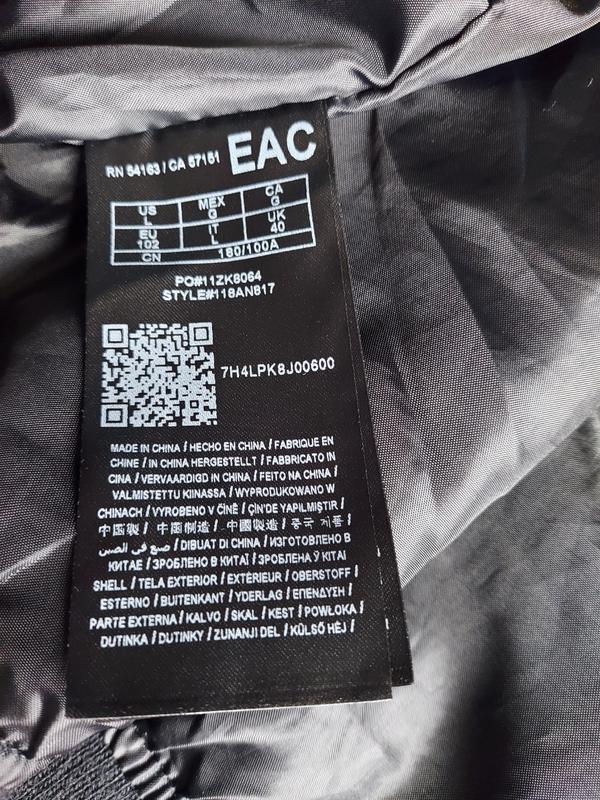 RN 54163 / CA 57151 EAC
US MEX CA
L G G
EU IT UK
102 L 40
CN 180/100A
PO#11ZK8064
STYLE#118AN817
7H4LPK8J00600
MADE IN CHINA / HECHO EN CHINA / FABRIQUE EN
CHINE / IN CHINA HERGESTELLT / FABBRICATO IN
CINA / VERVAARDIGD IN CHINA / FEITO NA CHINA /
VALMISTETTU KIINASSA / WYPRODUKOWANO W
CHINACH / VYROBENO V ČÍNĚ / ÇİN'DE YAPILMIŞTIR /
中国製 / 中国制造 / 中國製造 / 중국 제품 /
صنع في الصين / DIBUAT DI CHINA / ИЗГОТОВЛЕНО В
КИТАЕ / ЗРОБЛЕНО В КИТАЇ / ЗРОБЛЕНА Ў КІТАІ
SHELL / TELA EXTERIOR / EXTÉRIEUR / OBERSTOFF /
ESTERNO / BUITENKANT / YDERLAG / ΕΠΕΝΔΥΣΗ /
PARTE EXTERNA / KALVO / SKAL / KEST / POWŁOKA /
DUTINKA / DUTINKY / ZUNANJI DEL / KÜLSŐ HÉJ /